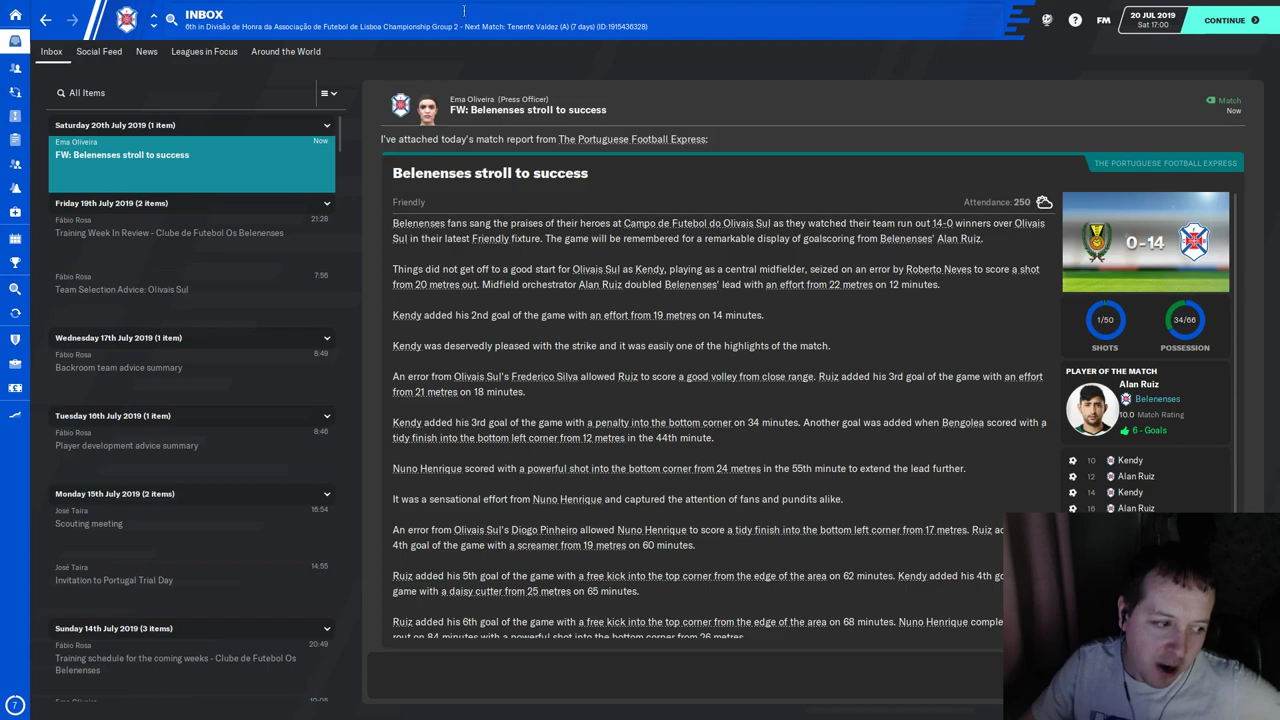 INBOX
6th in Divisão de Honra da Associação de Futebol de Lisboa Championship Group 2 - Next Match: Tenente Valdez (A) (7 days) (ID:1915436328)
FM
20 JUL 2019
Sat 17:00
CONTINUE
Inbox
Social Feed
News
Leagues in Focus
Around the World
All Items
Saturday 20th July 2019 (1 item)
Ema Oliveira
Now
FW: Belenenses stroll to success
Friday 19th July 2019 (2 items)
Fábio Rosa
21:28
Training Week In Review - Clube de Futebol Os Belenenses
Fábio Rosa
7:56
Team Selection Advice: Olivais Sul
Wednesday 17th July 2019 (1 item)
Fábio Rosa
8:49
Backroom team advice summary
Tuesday 16th July 2019 (1 item)
Fábio Rosa
8:46
Player development advice summary
Monday 15th July 2019 (2 items)
José Taira
16:54
Scouting meeting
José Taira
14:55
Invitation to Portugal Trial Day
Sunday 14th July 2019 (3 items)
Fábio Rosa
20:49
Training schedule for the coming weeks - Clube de Futebol Os
Belenenses
7
Ema Oliveira (Press Officer)
FW: Belenenses stroll to success
Match
Now
I've attached today's match report from The Portuguese Football Express:
THE PORTUGUESE FOOTBALL EXPRESS
Belenenses stroll to success
Friendly
Attendance: 250
Belenenses fans sang the praises of their heroes at Campo de Futebol do Olivais Sul as they watched their team run out 14-0 winners over Olivais
Sul in their latest Friendly fixture. The game will be remembered for a remarkable display of goalscoring from Belenenses' Alan Ruiz.
Things did not get off to a good start for Olivais Sul as Kendy, playing as a central midfielder, seized on an error by Roberto Neves to score a shot
from 20 metres out. Midfield orchestrator Alan Ruiz doubled Belenenses' lead with an effort from 22 metres on 12 minutes.
Kendy added his 2nd goal of the game with an effort from 19 metres on 14 minutes.
Kendy was deservedly pleased with the strike and it was easily one of the highlights of the match.
An error from Olivais Sul's Frederico Silva allowed Ruiz to score a good volley from close range. Ruiz added his 3rd goal of the game with an effort
from 21 metres on 18 minutes.
Kendy added his 3rd goal of the game with a penalty into the bottom corner on 34 minutes. Another goal was added when Bengolea scored with a
tidy finish into the bottom left corner from 12 metres in the 44th minute.
Nuno Henrique scored with a powerful shot into the bottom corner from 24 metres in the 55th minute to extend the lead further.
It was a sensational effort from Nuno Henrique and captured the attention of fans and pundits alike.
An error from Olivais Sul's Diogo Pinheiro allowed Nuno Henrique to score a tidy finish into the bottom left corner from 17 metres. Ruiz
4th goal of the game with a screamer from 19 metres on 60 minutes.
Ruiz added his 5th goal of the game with a free kick into the top corner from the edge of the area on 62 minutes. Kendy added his 4th
game with a daisy cutter from 25 metres on 65 minutes.
Ruiz added his 6th goal of the game with a free kick into the top corner from the edge of the area on 68 minutes. Nuno Henrique
rout on 84 minutes with a powerful shot into the bottom corner from 26 metres.
0-14
1/50
SHOTS
34/66
POSSESSION
PLAYER OF THE MATCH
Alan Ruiz
Belenenses
10.0 Match Rating
6 - Goals
10 Kendy
12 Alan Ruiz
14 Kendy
16 Alan Ruiz